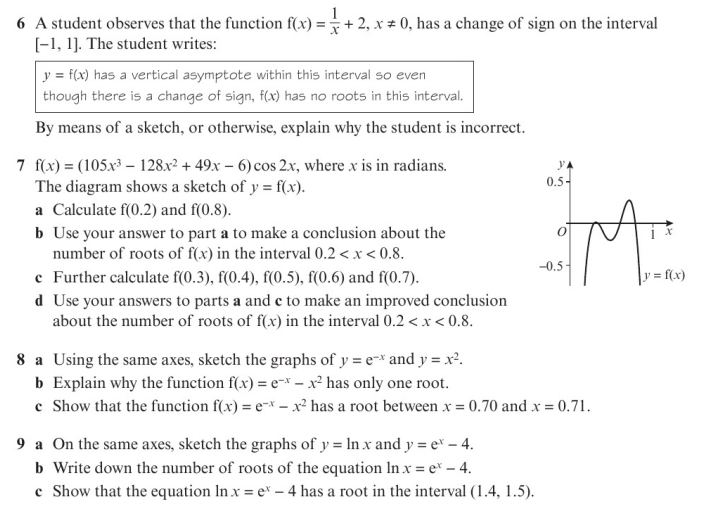 6 A student observes that the function f(x) = 1/x + 2, x ≠ 0, has a change of sign on the interval
[−1, 1]. The student writes:
y = f(x) has a vertical asymptote within this interval so even
though there is a change of sign, f(x) has no roots in this interval.
By means of a sketch, or otherwise, explain why the student is incorrect.
7 f(x) = (105x³ − 128x² + 49x − 6) cos 2x, where x is in radians.
The diagram shows a sketch of y = f(x).
a Calculate f(0.2) and f(0.8).
b Use your answer to part a to make a conclusion about the
number of roots of f(x) in the interval 0.2 < x < 0.8.
c Further calculate f(0.3), f(0.4), f(0.5), f(0.6) and f(0.7).
d Use your answers to parts a and c to make an improved conclusion
about the number of roots of f(x) in the interval 0.2 < x < 0.8.
y
0.5
O
1 x
−0.5
y = f(x)
8 a Using the same axes, sketch the graphs of y = e⁻ˣ and y = x².
b Explain why the function f(x) = e⁻ˣ − x² has only one root.
c Show that the function f(x) = e⁻ˣ − x² has a root between x = 0.70 and x = 0.71.
9 a On the same axes, sketch the graphs of y = ln x and y = eˣ − 4.
b Write down the number of roots of the equation ln x = eˣ − 4.
c Show that the equation ln x = eˣ − 4 has a root in the interval (1.4, 1.5).